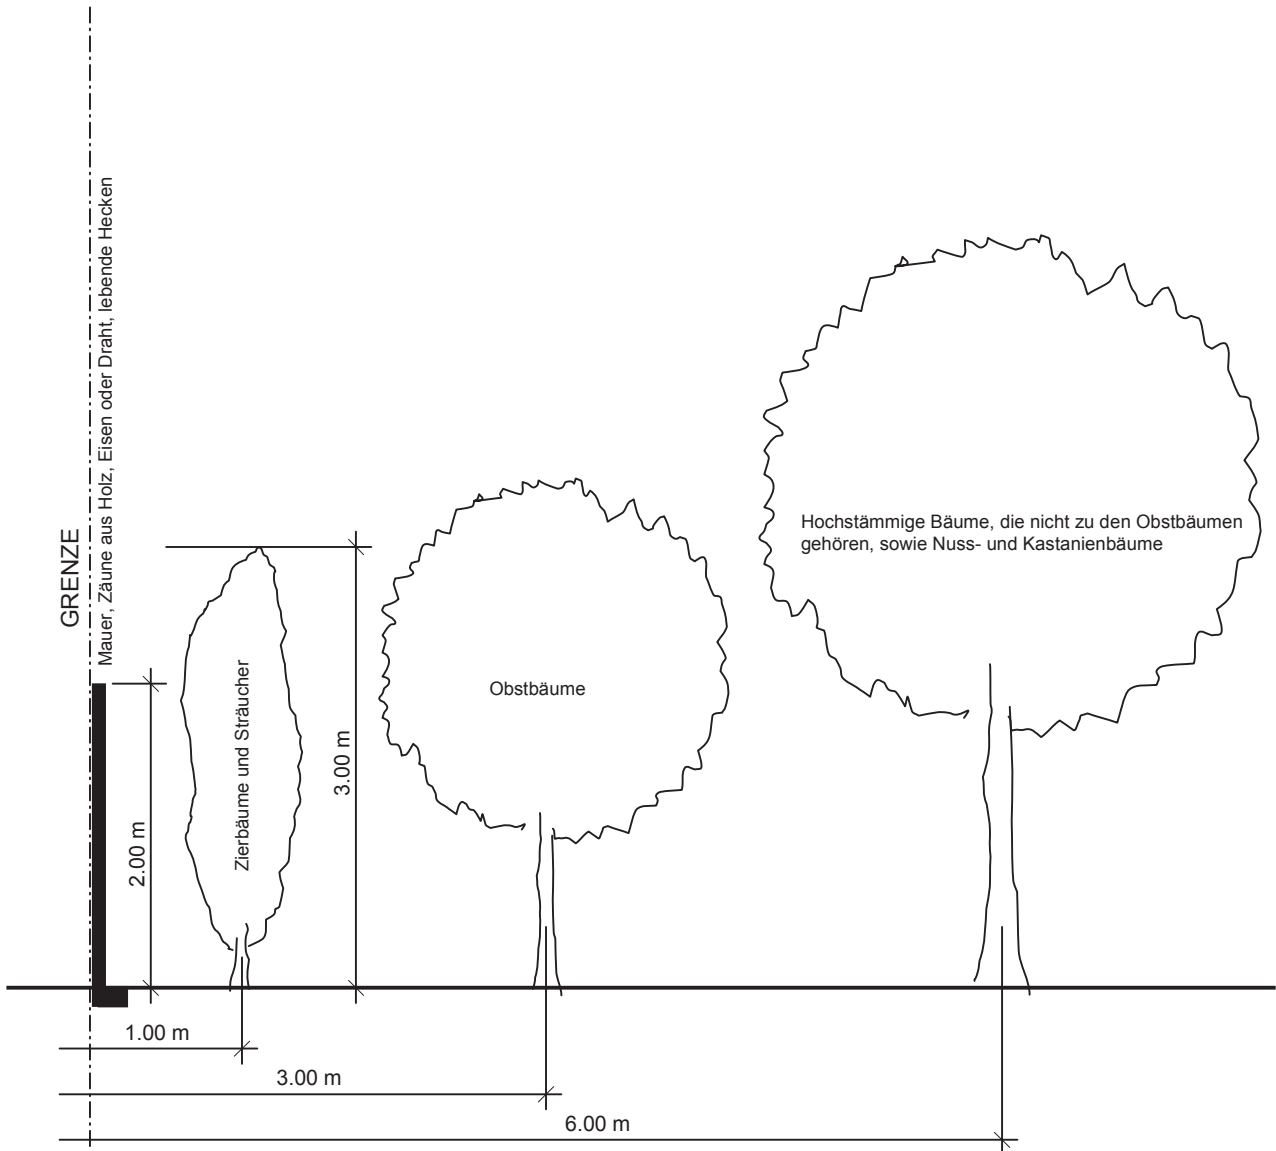 GRENZE
Mauer, Zäune aus Holz, Eisen oder Draht, lebende Hecken
2.00 m
Zierbäume und Sträucher
3.00 m
Obstbäume
Hochstämmige Bäume, die nicht zu den Obstbäumen
gehören, sowie Nuss- und Kastanienbäume
1.00 m
3.00 m
6.00 m